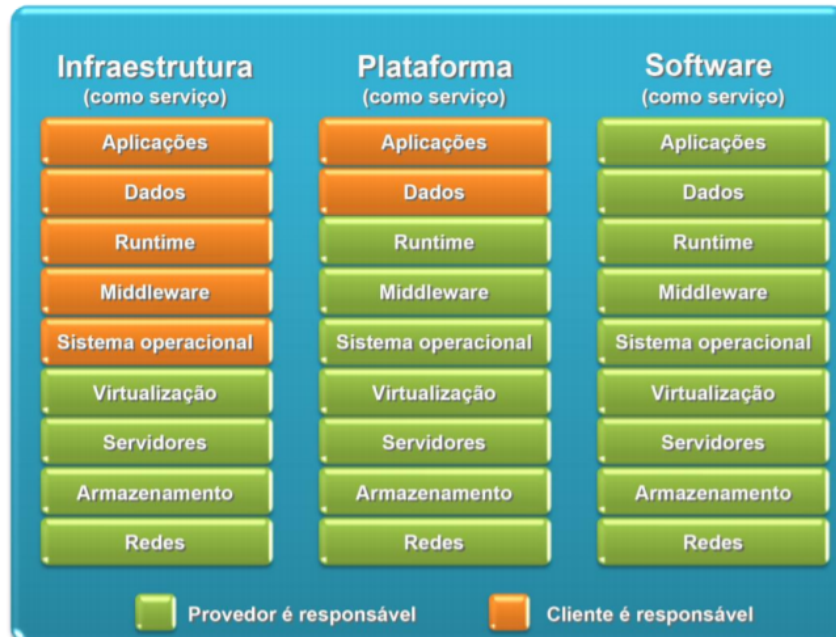 Infraestrutura
(como serviço)
Aplicações
Dados
Runtime
Middleware
Sistema operacional
Virtualização
Servidores
Armazenamento
Redes
Plataforma
(como serviço)
Aplicações
Dados
Runtime
Middleware
Sistema operacional
Virtualização
Servidores
Armazenamento
Redes
Software
(como serviço)
Aplicações
Dados
Runtime
Middleware
Sistema operacional
Virtualização
Servidores
Armazenamento
Redes
Provedor é responsável
Cliente é responsável